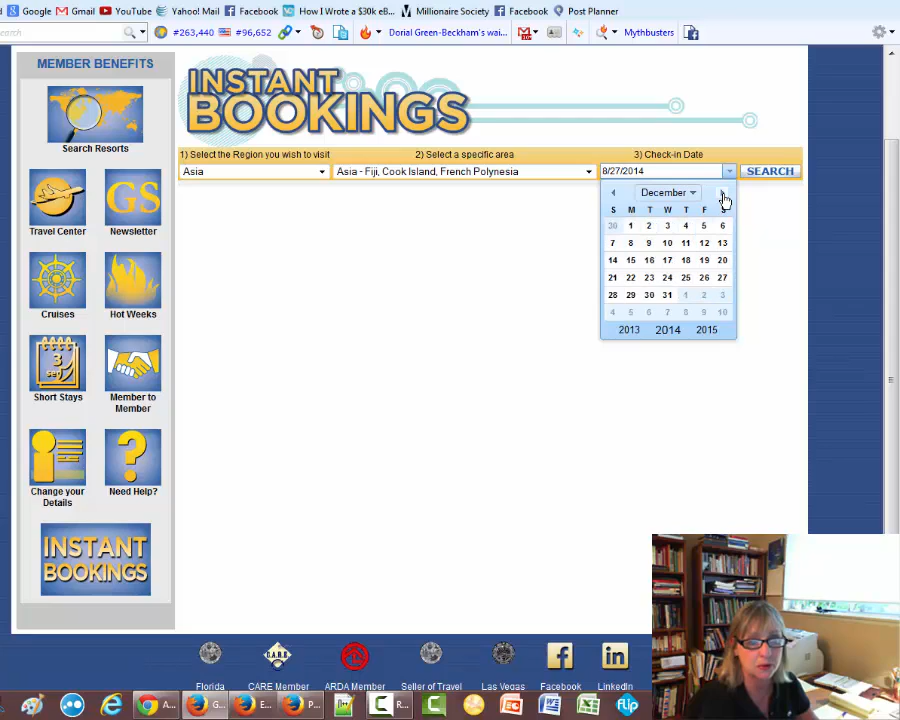 Google Gmail YouTube Yahoo! Mail Facebook How I Wrote a $30k eB... Millionaire Society Facebook Post Planner
Search #263,440 #96,652 Dorial Green-Beckham's wai... Mythbusters
MEMBER BENEFITS
Search Resorts
Travel Center
GS
Newsletter
Cruises
Hot Weeks
3
Short Stays
Member to
Member
Change your
Details
?
Need Help?
INSTANT
BOOKINGS
INSTANT
BOOKINGS
1) Select the Region you wish to visit 2) Select a specific area 3) Check-in Date
Asia Asia - Fiji, Cook Island, French Polynesia 8/27/2014 SEARCH
December
S M T W T F S
30 1 2 3 4 5 6
7 8 9 10 11 12 13
14 15 16 17 18 19 20
21 22 23 24 25 26 27
28 29 30 31 1 2 3
4 5 6 7 8 9 10
2013 2014 2015
C.A.R.E.
f in
Florida CARE Member ARDA Member Seller of Travel Las Vegas Facebook LinkedIn
A... G... E... P... R... flip